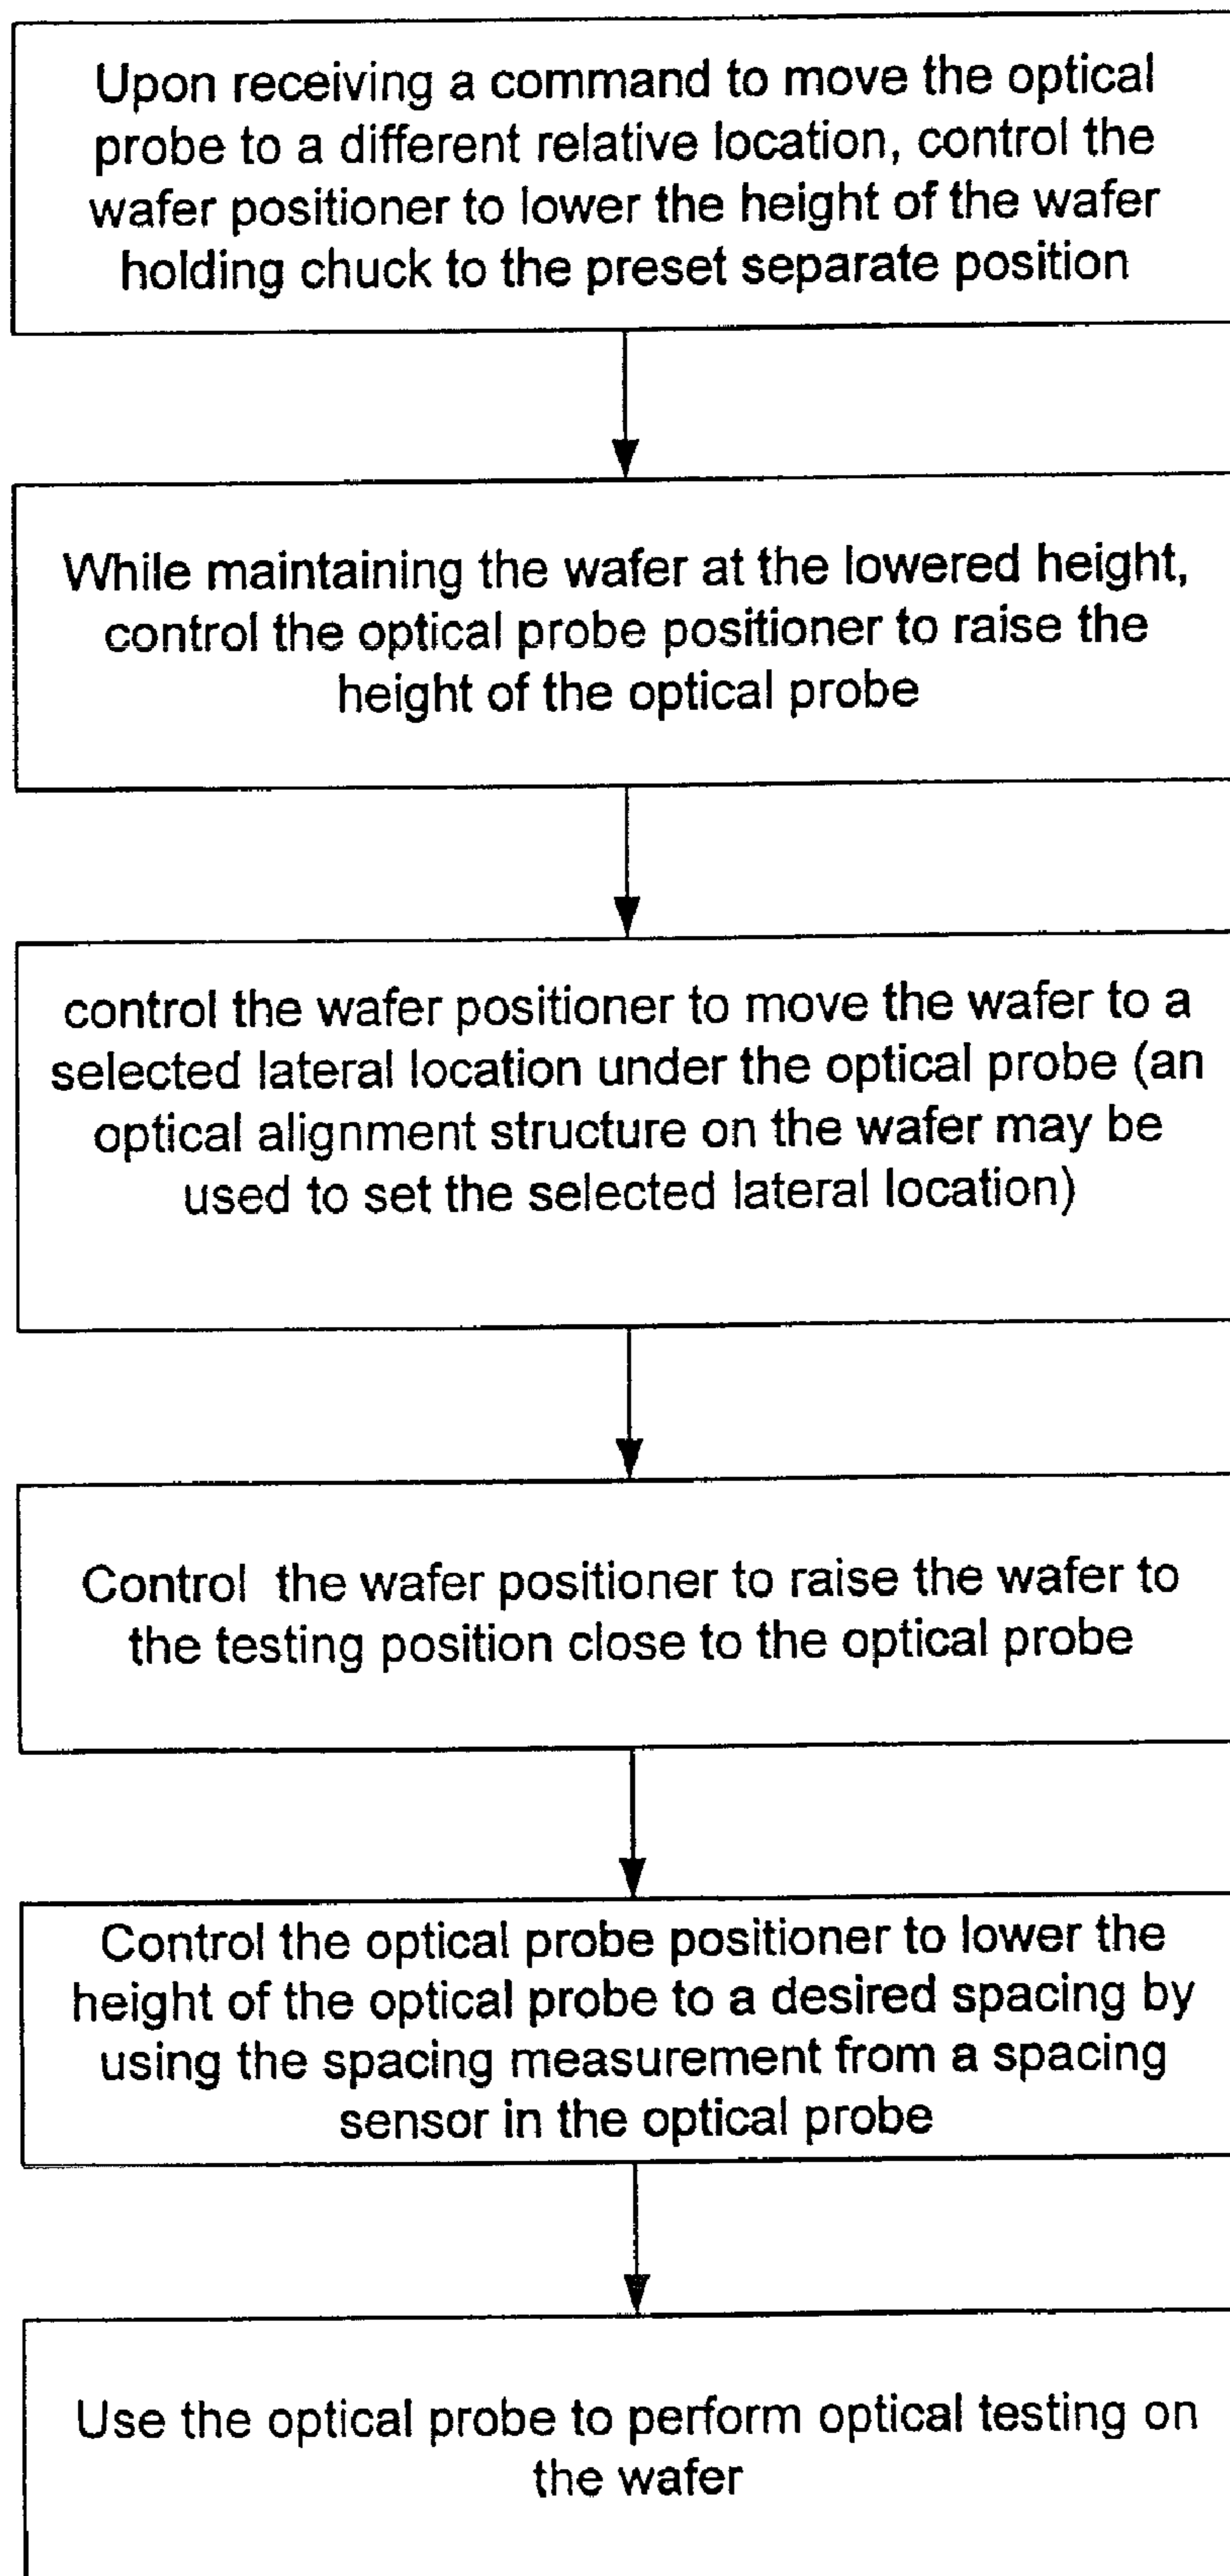 Upon receiving a command to move the optical
probe to a different relative location, control the
wafer positioner to lower the height of the wafer
holding chuck to the preset separate position
While maintaining the wafer at the lowered height,
control the optical probe positioner to raise the
height of the optical probe
control the wafer positioner to move the wafer to a
selected lateral location under the optical probe (an
optical alignment structure on the wafer may be
used to set the selected lateral location)
Control the wafer positioner to raise the wafer to
the testing position close to the optical probe
Control the optical probe positioner to lower the
height of the optical probe to a desired spacing by
using the spacing measurement from a spacing
sensor in the optical probe
Use the optical probe to perform optical testing on
the wafer